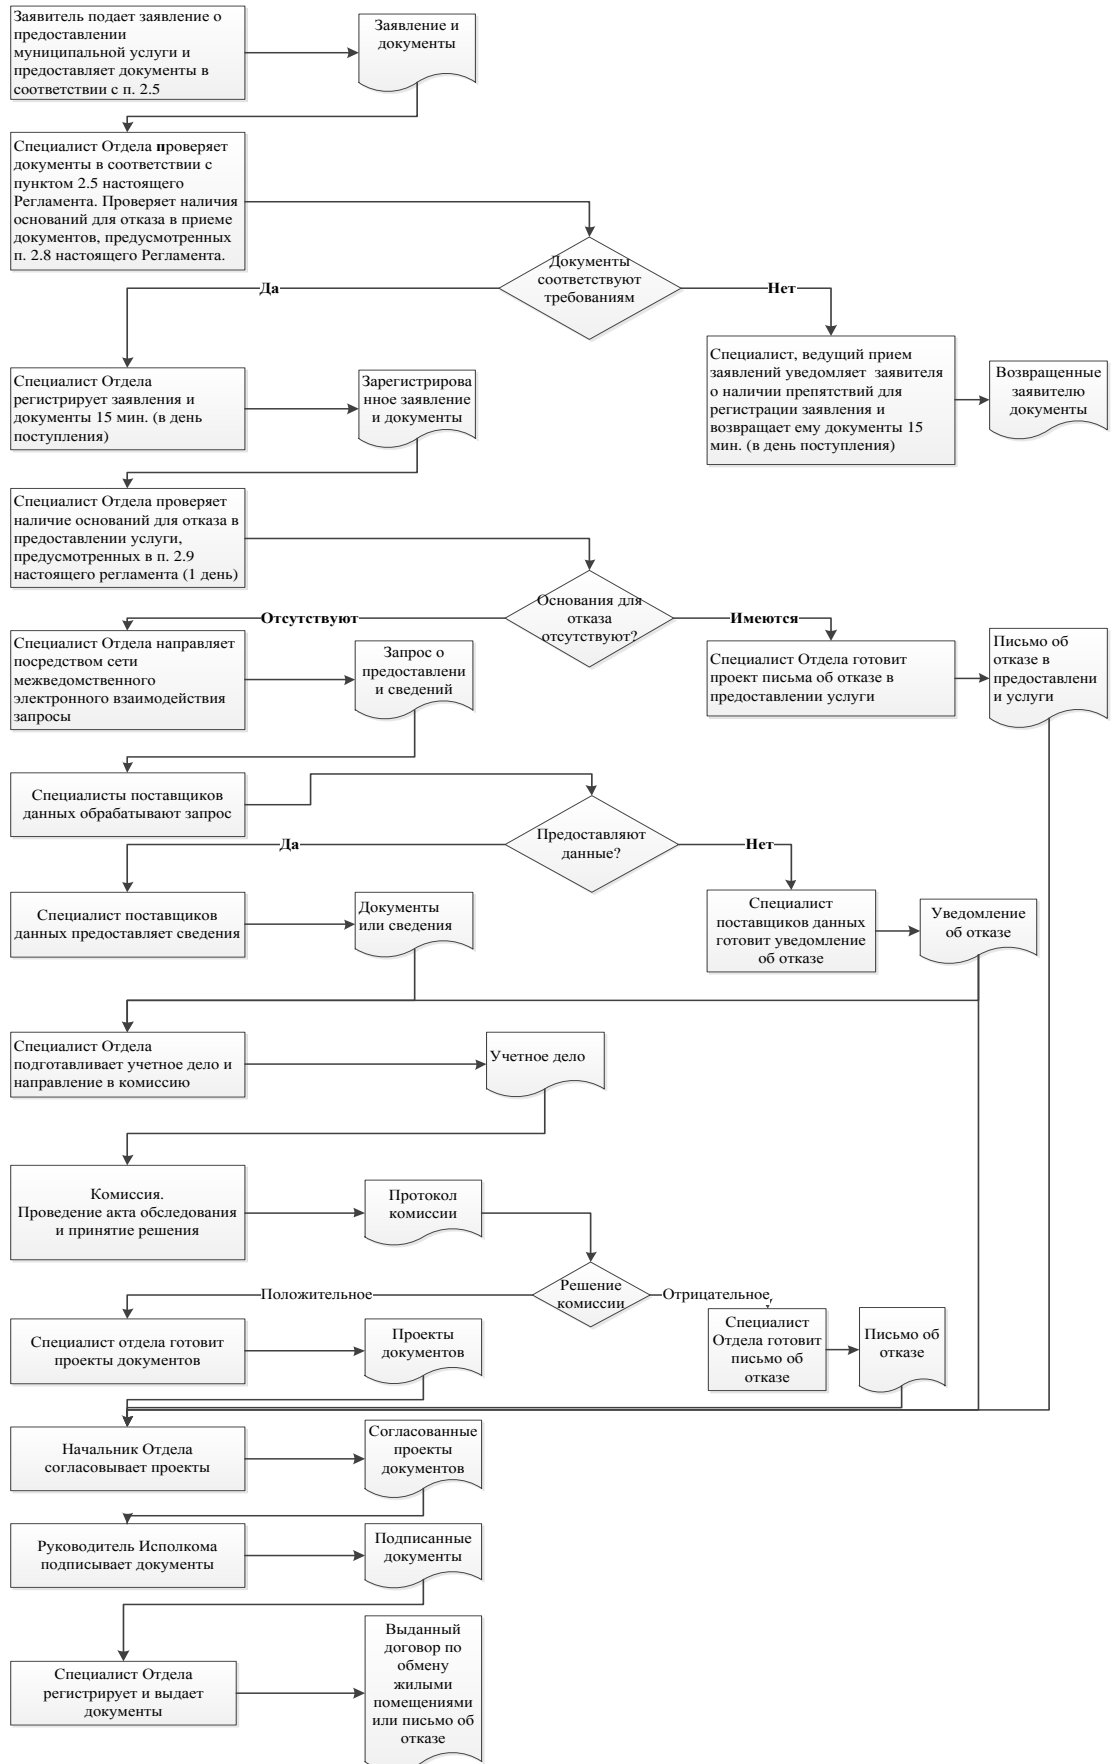 Заявитель подает заявление о
предоставлении
муниципальной услуги и
предоставляет документы в
соответствии с п. 2.5
Заявление и
документы
Специалист Отдела проверяет
документы в соответствии с
пунктом 2.5 настоящего
Регламента. Проверяет наличия
оснований для отказа в приеме
документов, предусмотренных
п. 2.8 настоящего Регламента.
Документы
соответствуют
требованиям
Да
Нет
Специалист Отдела
регистрирует заявления и
документы 15 мин. (в день
поступления)
Зарегистрирова
нное заявление
и документы
Специалист, ведущий прием
заявлений уведомляет заявителя
о наличии препятствий для
регистрации заявления и
возвращает ему документы 15
мин. (в день поступления)
Возвращенные
заявителю
документы
Специалист Отдела проверяет
наличие оснований для отказа в
предоставлении услуги,
предусмотренных в п. 2.9
настоящего регламента (1 день)
Основания для
отказа
отсутствуют?
Отсутствуют
Имеются
Специалист Отдела направляет
посредством сети
межведомственного
электронного взаимодействия
запросы
Запрос о
предоставлени
и сведений
Специалист Отдела готовит
проект письма об отказе в
предоставлении услуги
Письмо об
отказе в
предоставлени
и услуги
Специалисты поставщиков
данных обрабатывают запрос
Предоставляют
данные?
Да
Нет
Специалист поставщиков
данных предоставляет сведения
Документы
или сведения
Специалист
поставщиков данных
готовит уведомление
об отказе
Уведомление
об отказе
Специалист Отдела
подготавливает учетное дело и
направление в комиссию
Учетное дело
Комиссия.
Проведение акта обследования
и принятие решения
Протокол
комиссии
Решение
комиссии
Положительное
Отрицательное
Специалист отдела готовит
проекты документов
Проекты
документов
Специалист
Отдела готовит
письмо об
отказе
Письмо об
отказе
Начальник Отдела
согласовывает проекты
Согласованные
проекты
документов
Руководитель Исполкома
подписывает документы
Подписанные
документы
Специалист Отдела
регистрирует и выдает
документы
Выданный
договор по
обмену
жилыми
помещениями
или письмо об
отказе